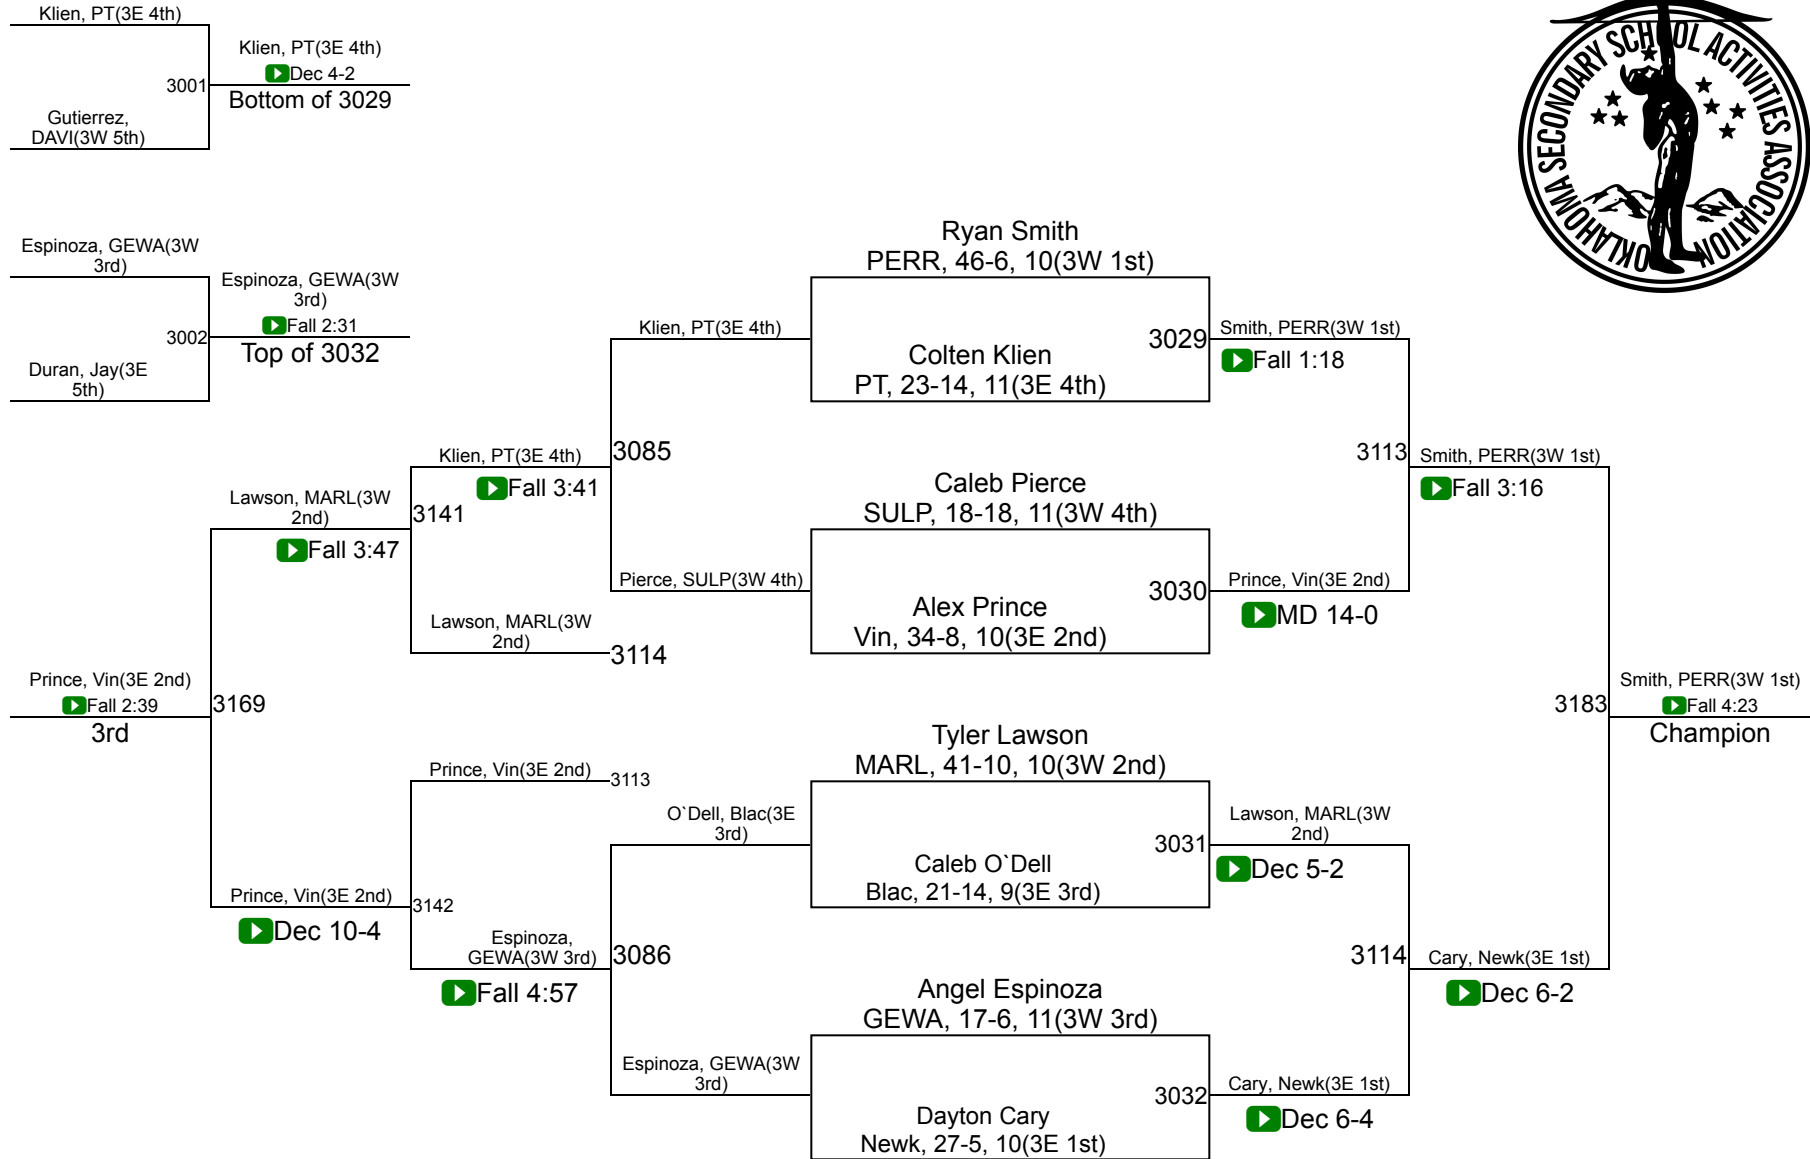 Klien, PT(3E 4th)
3001
Gutierrez,
DAVI(3W 5th)
Klien, PT(3E 4th)
Dec 4-2
Bottom of 3029
OKLAHOMA SECONDARY SCHOOL ACTIVITIES ASSOCIATION
Espinoza, GEWA(3W
3rd)
3002
Duran, Jay(3E
5th)
Espinoza, GEWA(3W
3rd)
Fall 2:31
Top of 3032
Ryan Smith
PERR, 46-6, 10(3W 1st)
3029
Colten Klien
PT, 23-14, 11(3E 4th)
Smith, PERR(3W 1st)
Fall 1:18
Klien, PT(3E 4th)
3085
Klien, PT(3E 4th)
Fall 3:41
3113
Smith, PERR(3W 1st)
Fall 3:16
Caleb Pierce
SULP, 18-18, 11(3W 4th)
3030
Alex Prince
Vin, 34-8, 10(3E 2nd)
Prince, Vin(3E 2nd)
MD 14-0
Pierce, SULP(3W 4th)
Lawson, MARL(3W
2nd)
Fall 3:47
3141
Lawson, MARL(3W
2nd)
3114
Prince, Vin(3E 2nd)
Fall 2:39
3rd
3169
3183
Smith, PERR(3W 1st)
Fall 4:23
Champion
Tyler Lawson
MARL, 41-10, 10(3W 2nd)
3031
Caleb O`Dell
Blac, 21-14, 9(3E 3rd)
Lawson, MARL(3W
2nd)
Dec 5-2
Prince, Vin(3E 2nd)
3113
O`Dell, Blac(3E
3rd)
Prince, Vin(3E 2nd)
Dec 10-4
3142
Espinoza,
GEWA(3W 3rd)
Fall 4:57
3086
3114
Cary, Newk(3E 1st)
Dec 6-2
Angel Espinoza
GEWA, 17-6, 11(3W 3rd)
3032
Dayton Cary
Newk, 27-5, 10(3E 1st)
Espinoza, GEWA(3W
3rd)
Cary, Newk(3E 1st)
Dec 6-4